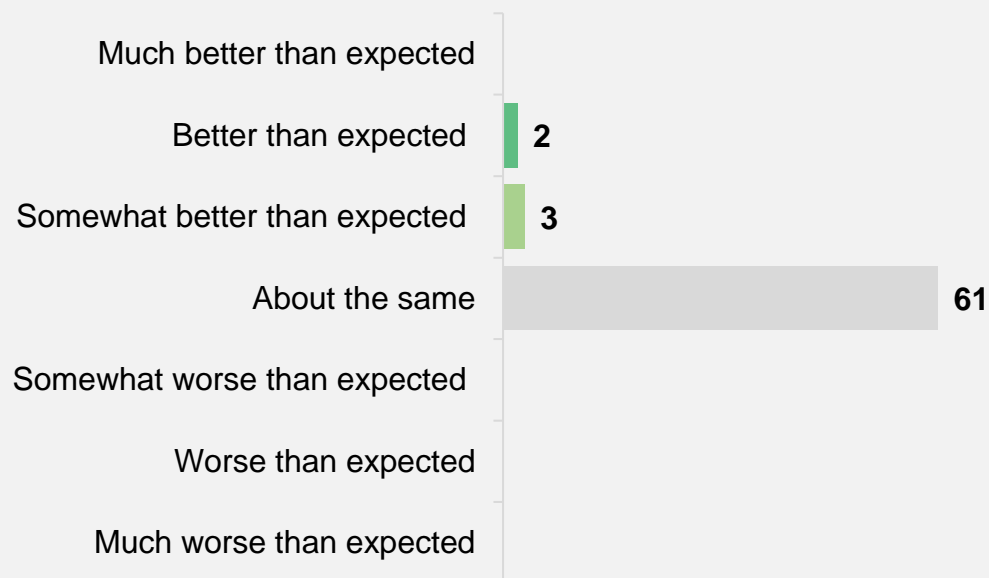 Much better than expected
Better than expected 2
Somewhat better than expected 3
About the same 61
Somewhat worse than expected
Worse than expected
Much worse than expected